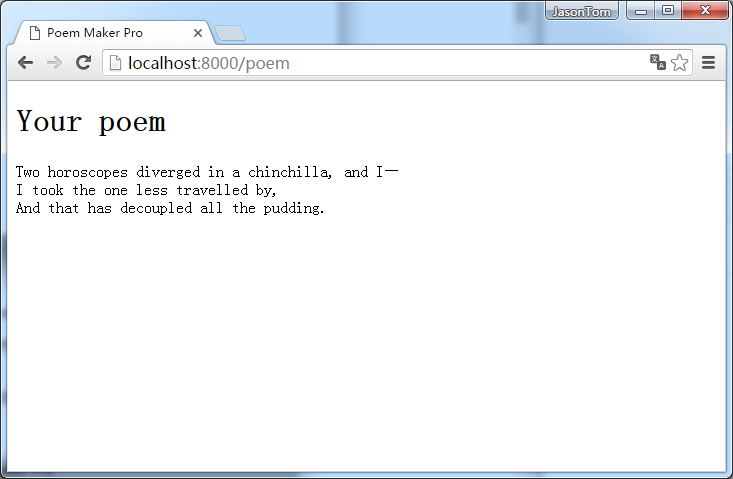 JasonTom
Poem Maker Pro
localhost:8000/poem
Your poem
Two horoscopes diverged in a chinchilla, and I—
I took the one less travelled by,
And that has decoupled all the pudding.